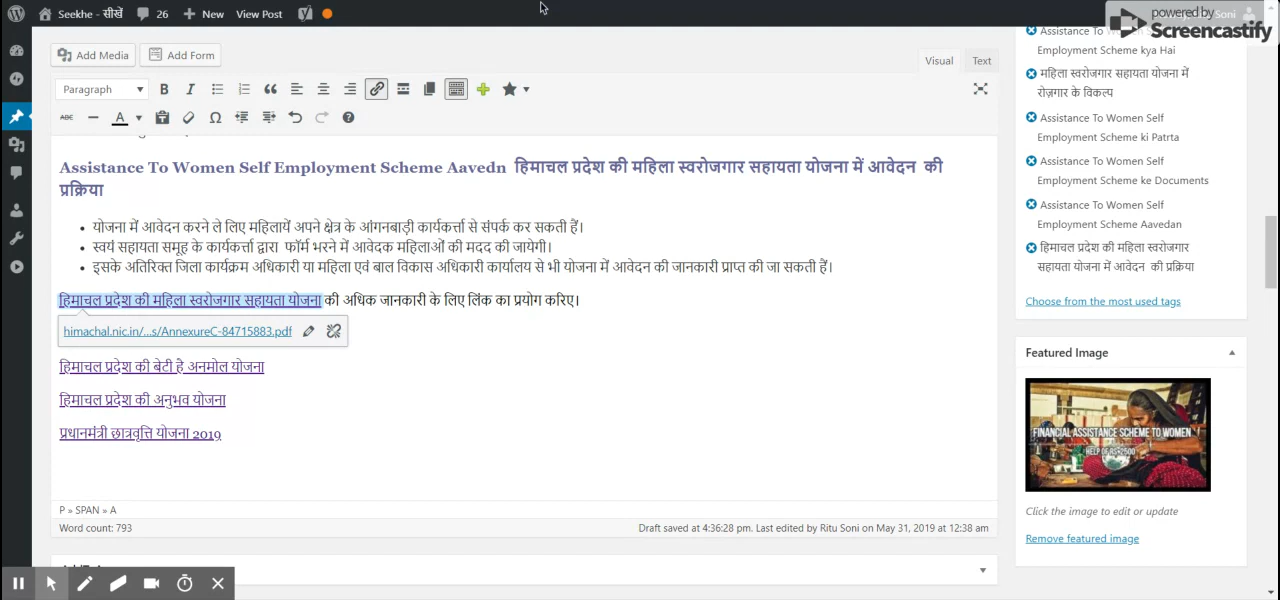 Seekhe - सीखें
26
New
View Post
Soni
powered by
Screencastify
Add Media
Add Form
Visual
Text
Paragraph
Assistance To Women Self Employment Scheme Aavedn हिमाचल प्रदेश की महिला स्वरोजगार सहायता योजना में आवेदन की
प्रक्रिया
योजना में आवेदन करने ले लिए महिलायें अपने क्षेत्र के आंगनबाड़ी कार्यकर्त्ता से संपर्क कर सकती हैं।
स्वयं सहायता समूह के कार्यकर्त्ता द्वारा फॉर्म भरने में आवेदक महिलाओं की मदद की जायेगी।
इसके अतिरिक्त जिला कार्यक्रम अधिकारी या महिला एवं बाल विकास अधिकारी कार्यालय से भी योजना में आवेदन की जानकारी प्राप्त की जा सकती हैं।
हिमाचल प्रदेश की महिला स्वरोजगार सहायता योजना की अधिक जानकारी के लिए लिंक का प्रयोग करिए।
himachal.nic.in/...s/AnnexureC-84715883.pdf
हिमाचल प्रदेश की बेटी है अनमोल योजना
हिमाचल प्रदेश की अनुभव योजना
प्रधानमंत्री छात्रवृत्ति योजना 2019
P » SPAN » A
Word count: 793
Draft saved at 4:36:28 pm. Last edited by Ritu Soni on May 31, 2019 at 12:38 am
Assistance To Women Self
Employment Scheme kya Hai
महिला स्वरोजगार सहायता योजना में
रोज़गार के विकल्प
Assistance To Women Self
Employment Scheme ki Patrta
Assistance To Women Self
Employment Scheme ke Documents
Assistance To Women Self
Employment Scheme Aavedan
हिमाचल प्रदेश की महिला स्वरोजगार
सहायता योजना में आवेदन की प्रक्रिया
Choose from the most used tags
Featured Image
FINANCIAL ASSISTANCE SCHEME TO WOMEN
HELP OF RS-2500
Click the image to edit or update
Remove featured image